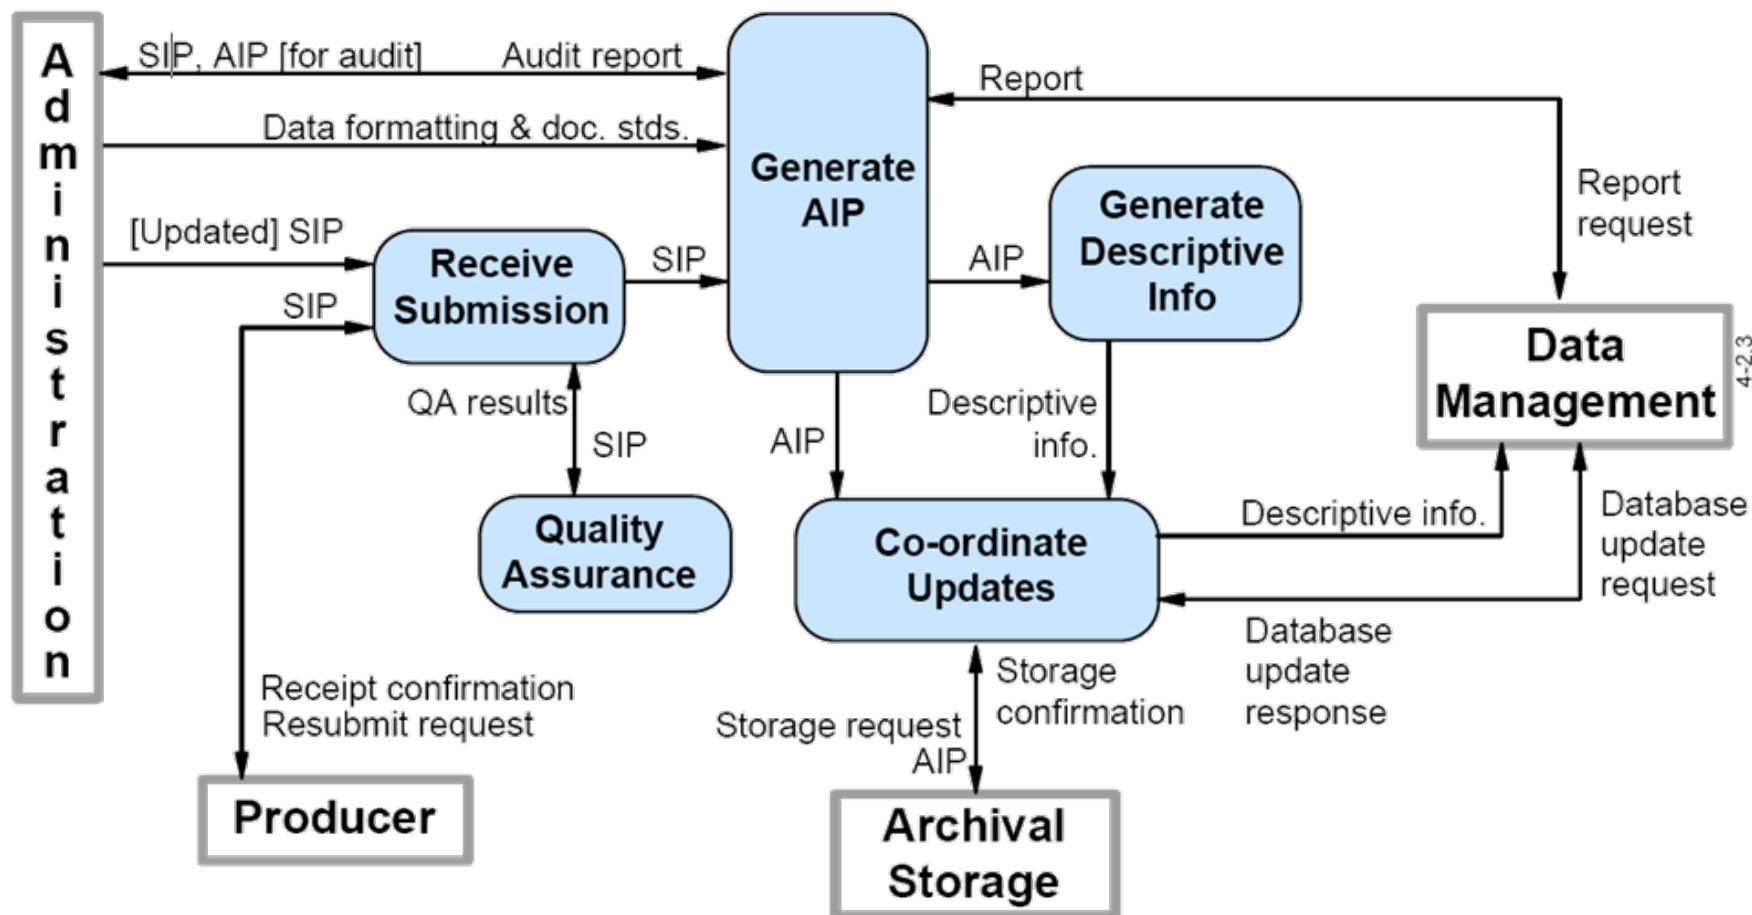 Administration
SIP, AIP [for audit]
Audit report
Data formatting & doc. stds.
[Updated] SIP
SIP
Receive
Submission
SIP
QA results
SIP
Quality
Assurance
Receipt confirmation
Resubmit request
Producer
Generate
AIP
Report
Report
request
AIP
Generate
Descriptive
Info
AIP
Descriptive
info.
Co-ordinate
Updates
Descriptive info.
Data
Management
4-2.3
Database
update
request
Database
update
response
Storage
confirmation
Storage request
AIP
Archival
Storage